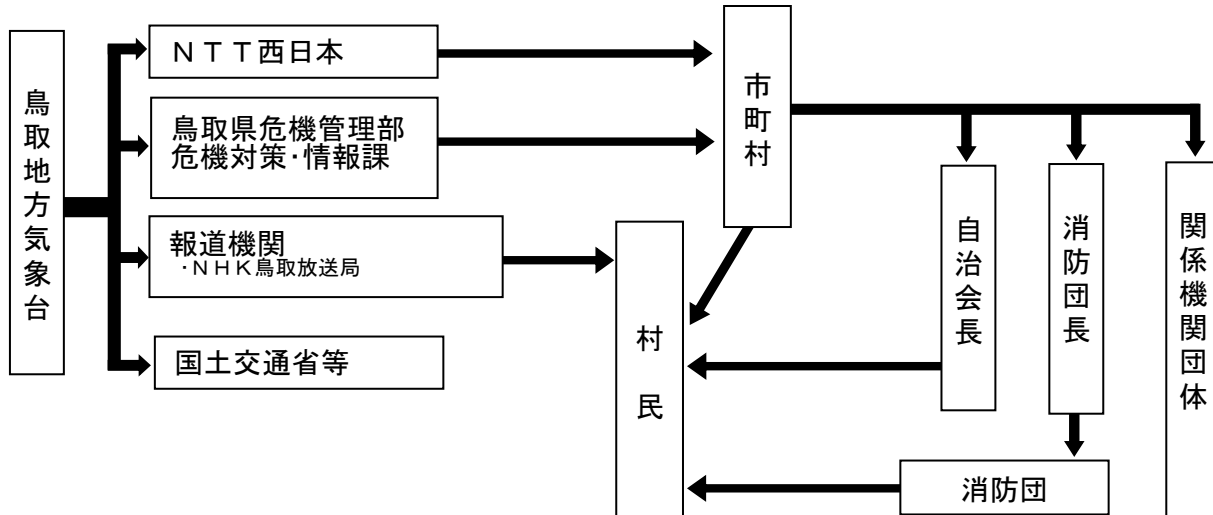 鳥取地方気象台
ＮＴＴ西日本
鳥取県危機管理部
危機対策・情報課
報道機関
・ＮＨＫ鳥取放送局
国土交通省等
市町村
村民
自治会長
消防団長
関係機関団体
消防団